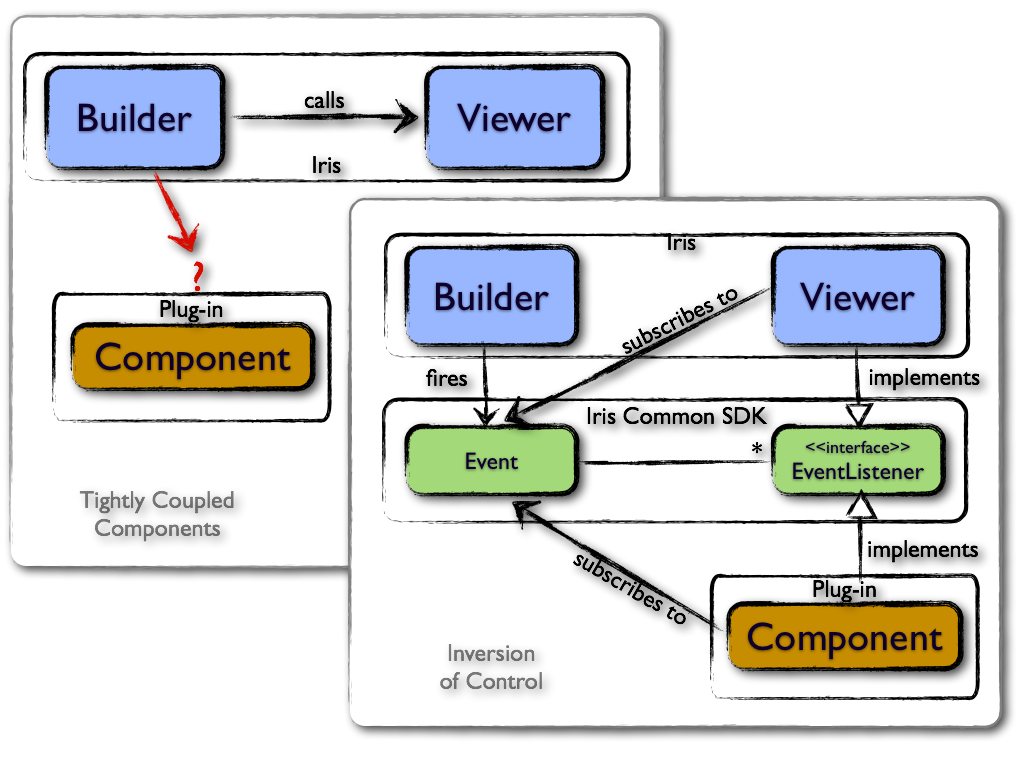 Builder
calls
Viewer
Iris
?
Plug-in
Component
Tightly Coupled
Components
Iris
Builder
subscribes to
Viewer
fires
implements
Iris Common SDK
Event
*
<<interface>>
EventListener
subscribes to
implements
Plug-in
Component
Inversion
of Control